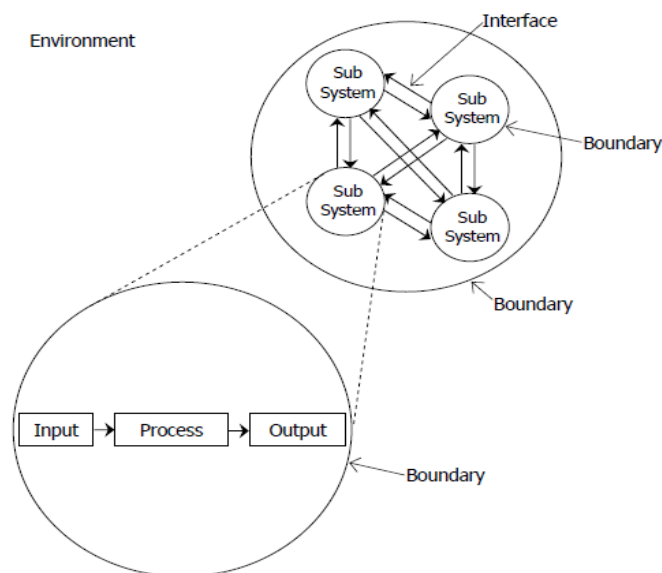 Interface
Environment
Sub
System
Sub
System
Boundary
Sub
System
Sub
System
Boundary
Input
Process
Output
Boundary